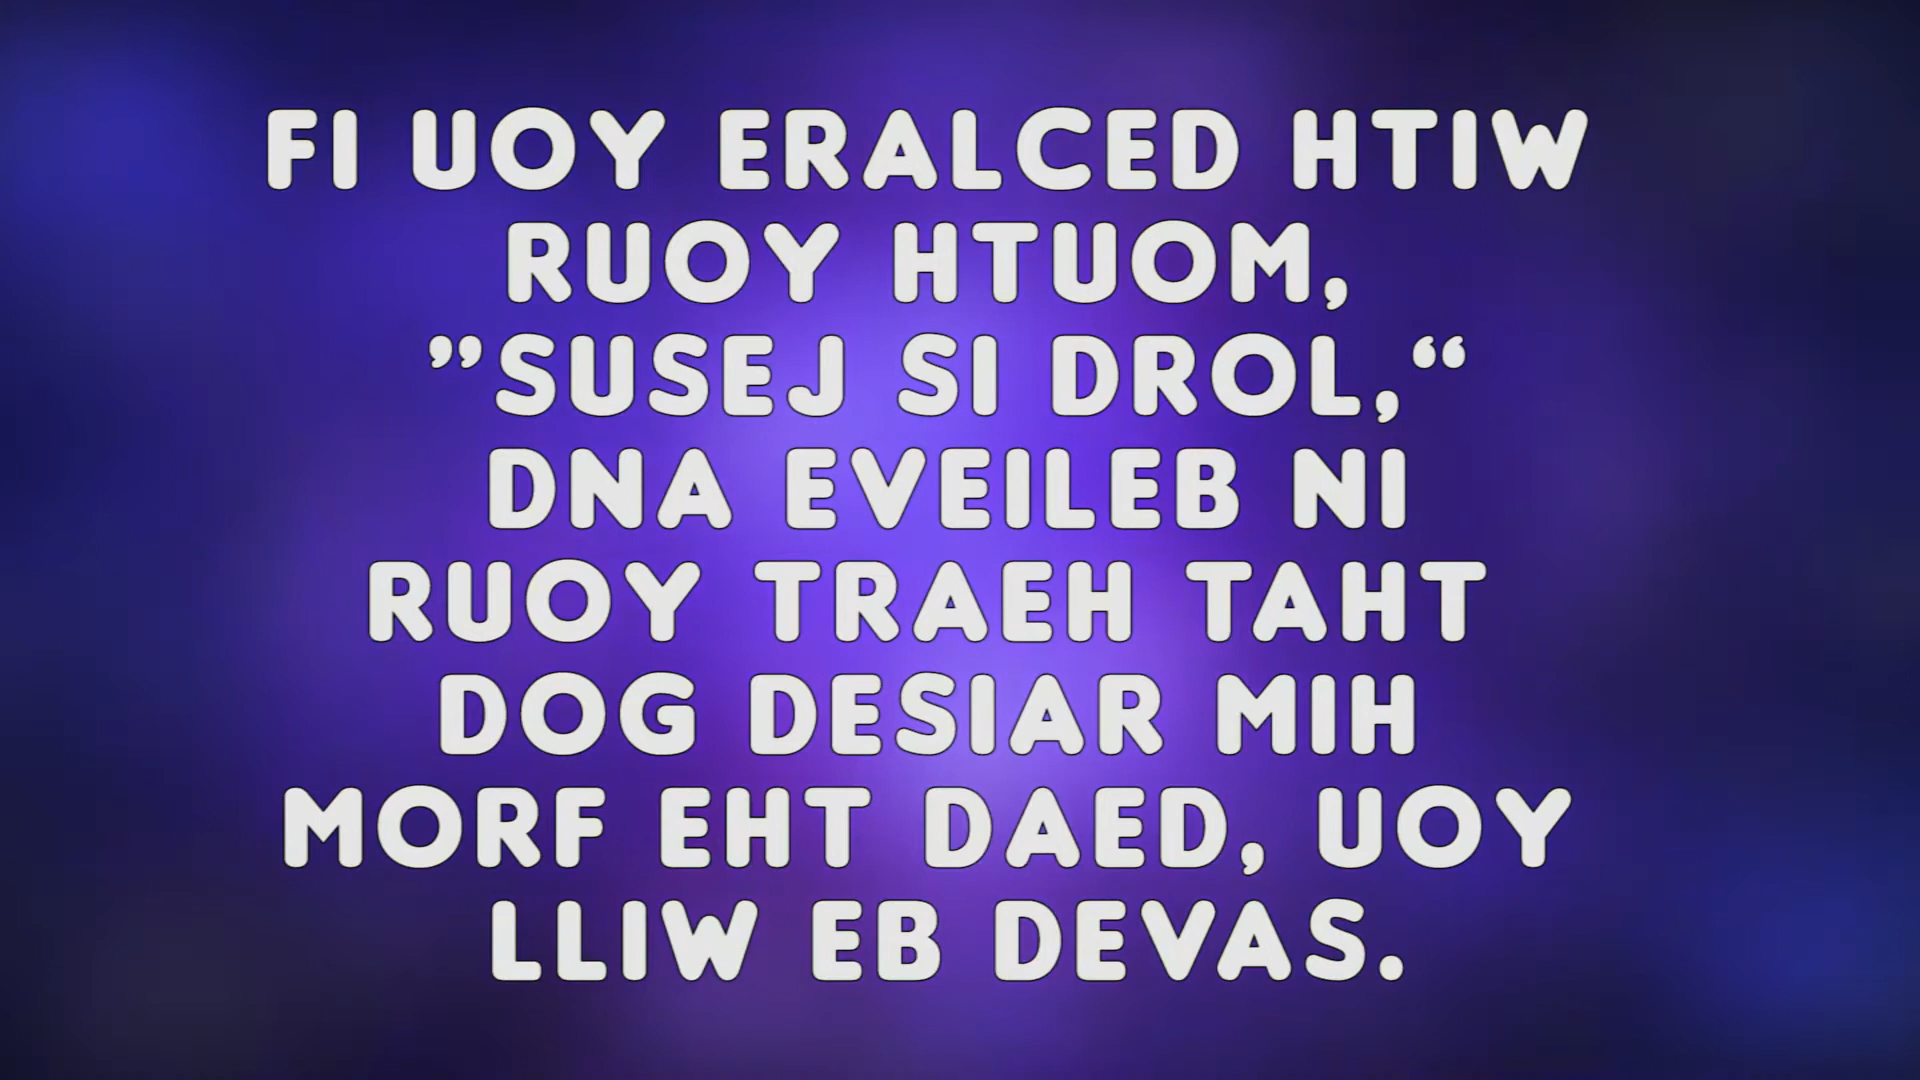 FI UOY ERALCED HTIW
RUOY HTUOM,
”SUSEJ SI DROL,“
DNA EVEILEB NI
RUOY TRAEH TAHT
DOG DESIAR MIH
MORF EHT DAED, UOY
LLIW EB DEVAS.